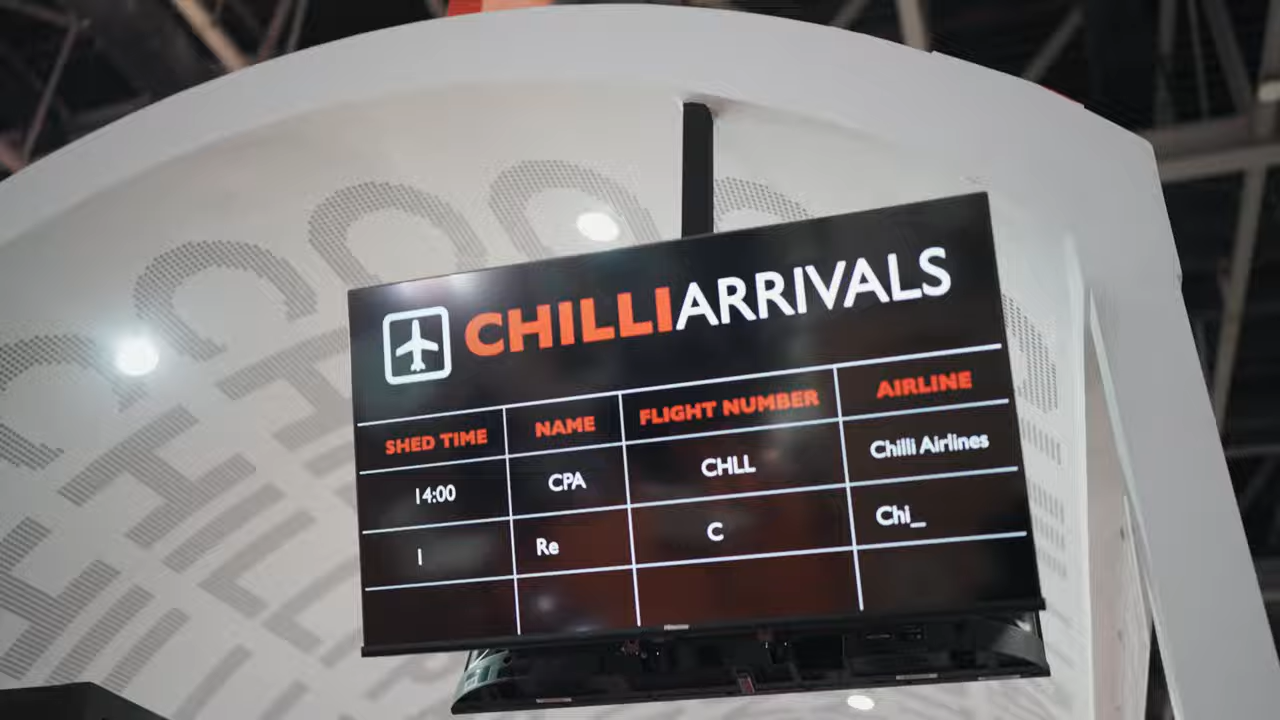 CHILLIARRIVALS
SHED TIME NAME FLIGHT NUMBER AIRLINE
14:00 CPA CHLL Chilli Airlines
1 Re C Chi_